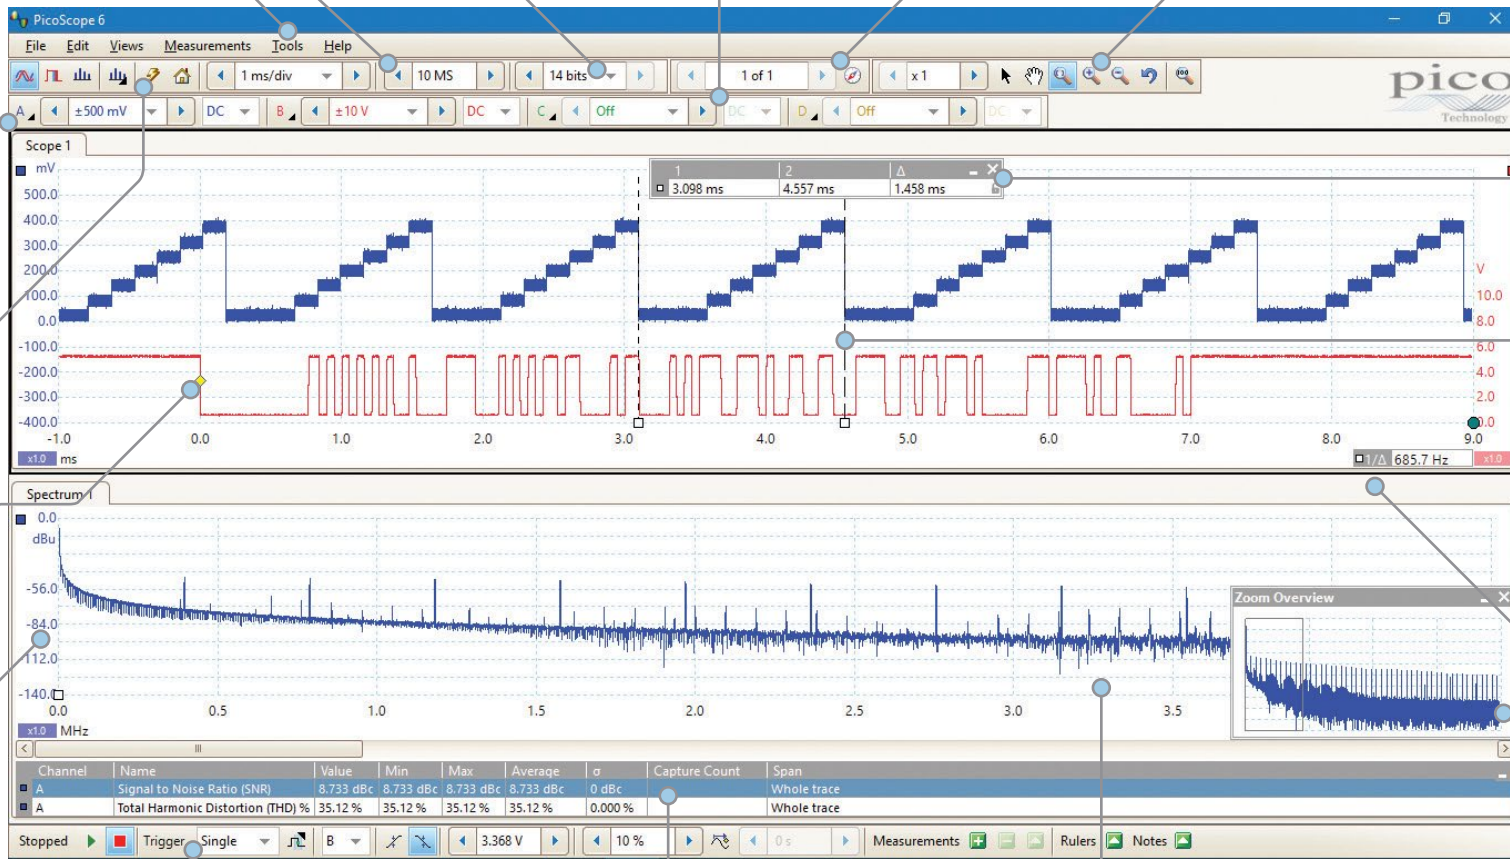 PicoScope 6
File Edit Views Measurements Tools Help
1 ms/div 10 MS 14 bits 1 of 1 x 1
pico
Technology
A ±500 mV DC B ±10 V DC C Off DC D Off DC
Scope 1
mV
500.0
400.0
300.0
200.0
100.0
0.0
-100.0
-200.0
-300.0
-400.0
1 2 Δ
3.098 ms 4.557 ms 1.458 ms
V
10.0
8.0
6.0
4.0
2.0
0.0
-1.0 0.0 1.0 2.0 3.0 4.0 5.0 6.0 7.0 8.0 9.0
x1.0 ms
1/Δ 685.7 Hz x1.0
Spectrum 1
0.0
dBu
-56.0
-84.0
-112.0
-140.0
0.0 0.5 1.0 1.5 2.0 2.5 3.0 3.5
x1.0 MHz
Zoom Overview
Channel Name Value Min Max Average σ Capture Count Span
A Signal to Noise Ratio (SNR) 8.733 dBc 8.733 dBc 8.733 dBc 8.733 dBc 0 dBc Whole trace
A Total Harmonic Distortion (THD) % 35.12 % 35.12 % 35.12 % 35.12 % 0.000 % Whole trace
Stopped Trigger Single B 3.368 V 10 % 0 s Measurements Rulers Notes